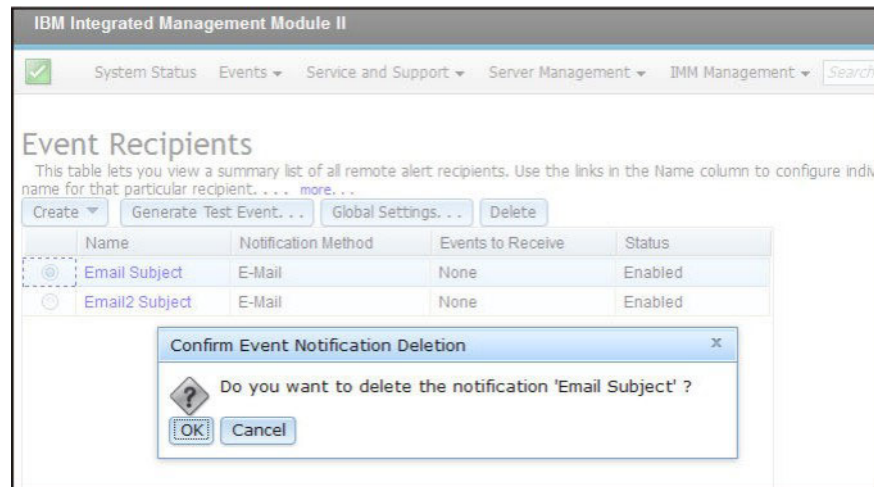 IBM Integrated Management Module II
System Status Events Service and Support Server Management IMM Management Search
Event Recipients
This table lets you view a summary list of all remote alert recipients. Use the links in the Name column to configure indiv
name for that particular recipient. . . . more. . .
Create Generate Test Event. . . Global Settings. . . Delete
Name Notification Method Events to Receive Status
Email Subject E-Mail None Enabled
Email2 Subject E-Mail None Enabled
Confirm Event Notification Deletion x
Do you want to delete the notification 'Email Subject' ?
OK Cancel